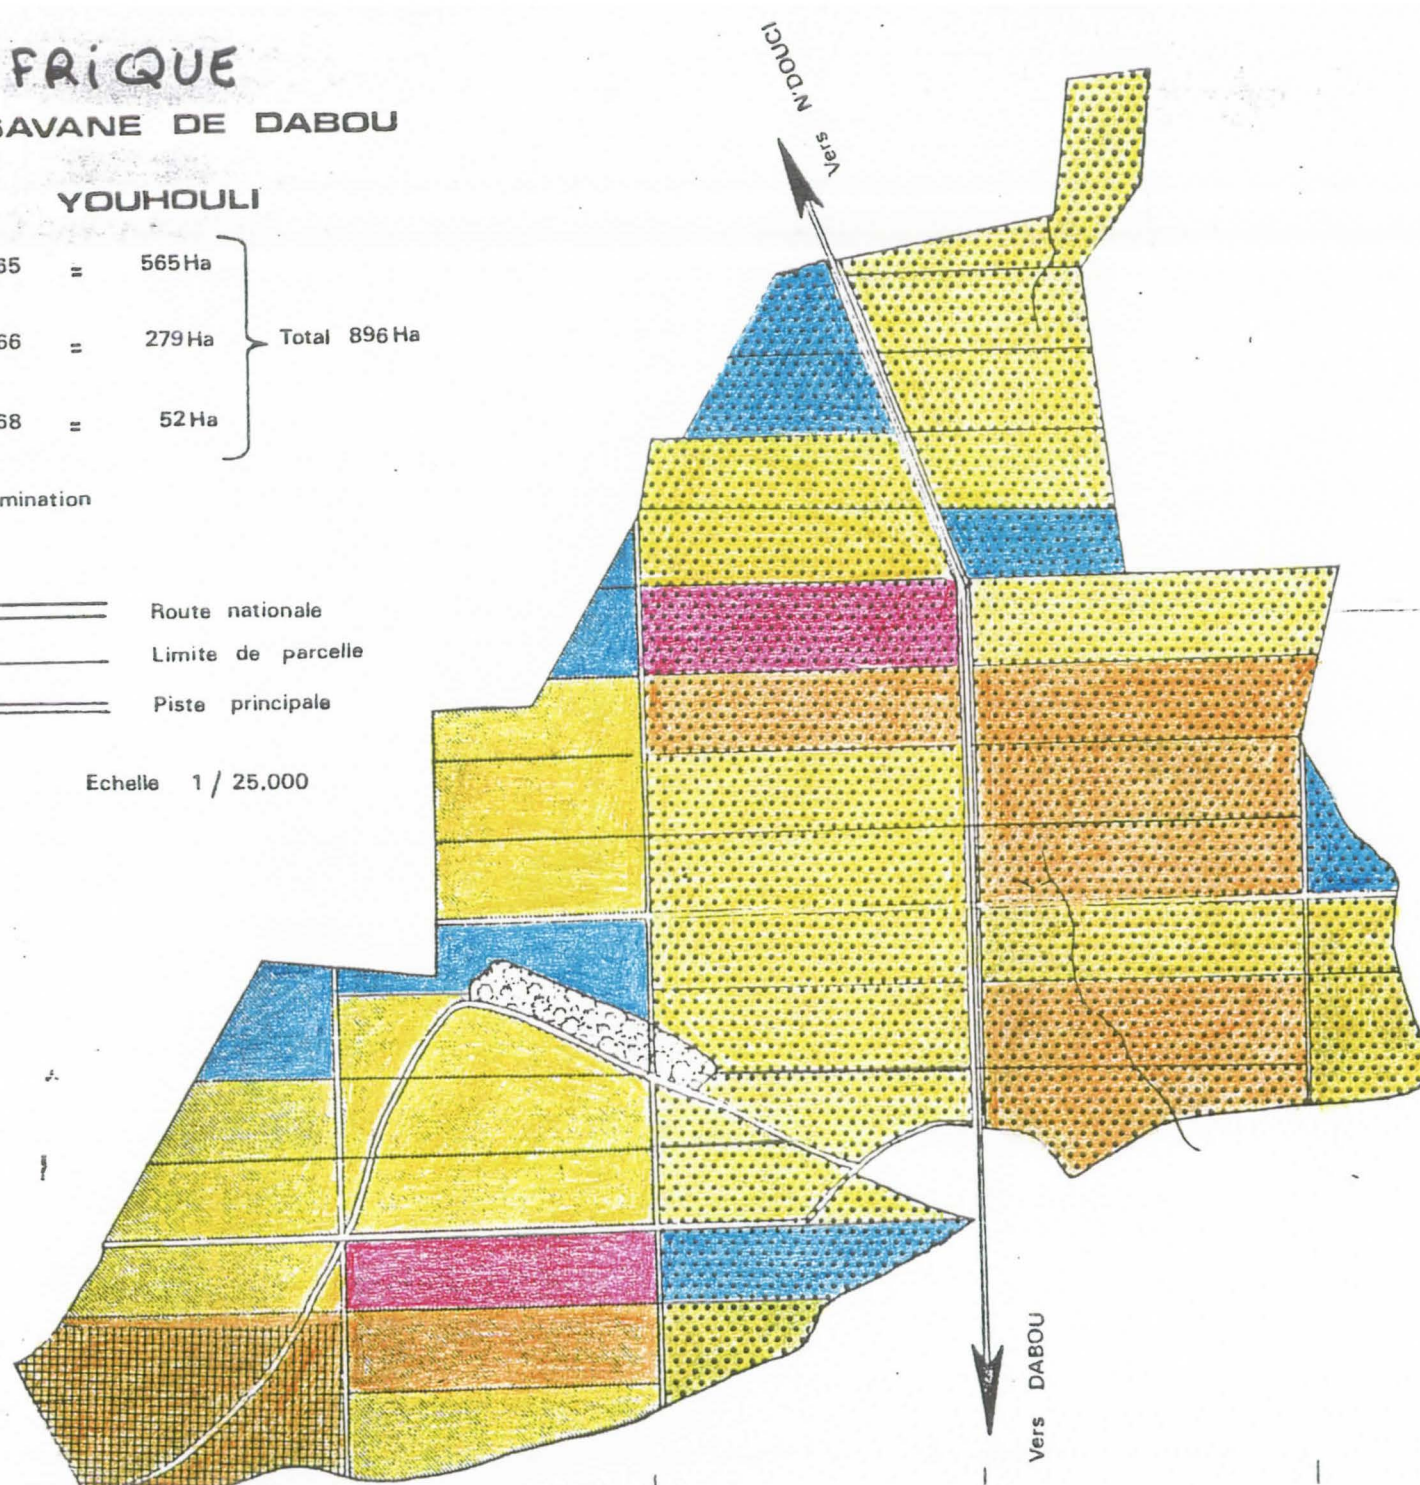 FRiQUE
SAVANE DE DABOU
YOUHOULI
65 = 565 Ha
66 = 279 Ha
Total 896 Ha
68 = 52 Ha
mination
Route nationale
Limite de parcelle
Piste principale
Echelle 1 / 25.000
Vers N'DOUCI
Vers DABOU